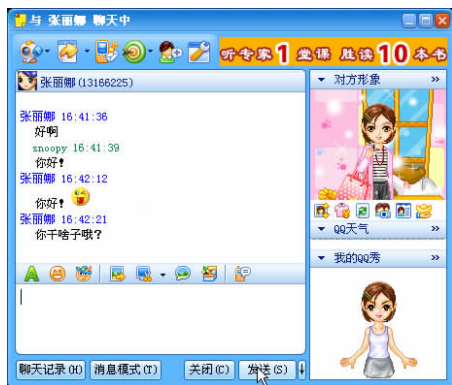 与 张丽娜 聊天中
听专家1堂课 胜读10本书
张丽娜(13166225)
对方形象 »
张丽娜 16:41:36
好啊
snoopy 16:41:39
你好!
张丽娜 16:42:12
你好!
张丽娜 16:42:21
你干啥子哦?
QQ天气 »
我的QQ秀 »
A
聊天记录(H) 消息模式(T) 关闭(C) 发送(S)